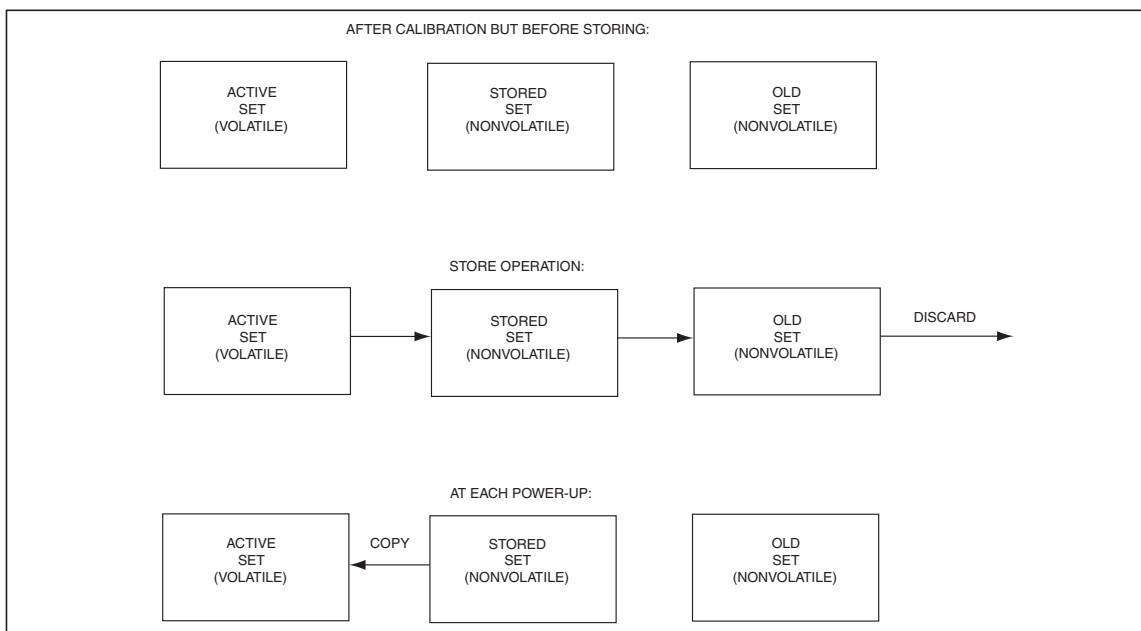 AFTER CALIBRATION BUT BEFORE STORING:
ACTIVE
SET
(VOLATILE)
STORED
SET
(NONVOLATILE)
OLD
SET
(NONVOLATILE)
STORE OPERATION:
ACTIVE
SET
(VOLATILE)
STORED
SET
(NONVOLATILE)
OLD
SET
(NONVOLATILE)
DISCARD
AT EACH POWER-UP:
ACTIVE
SET
(VOLATILE)
COPY
STORED
SET
(NONVOLATILE)
OLD
SET
(NONVOLATILE)